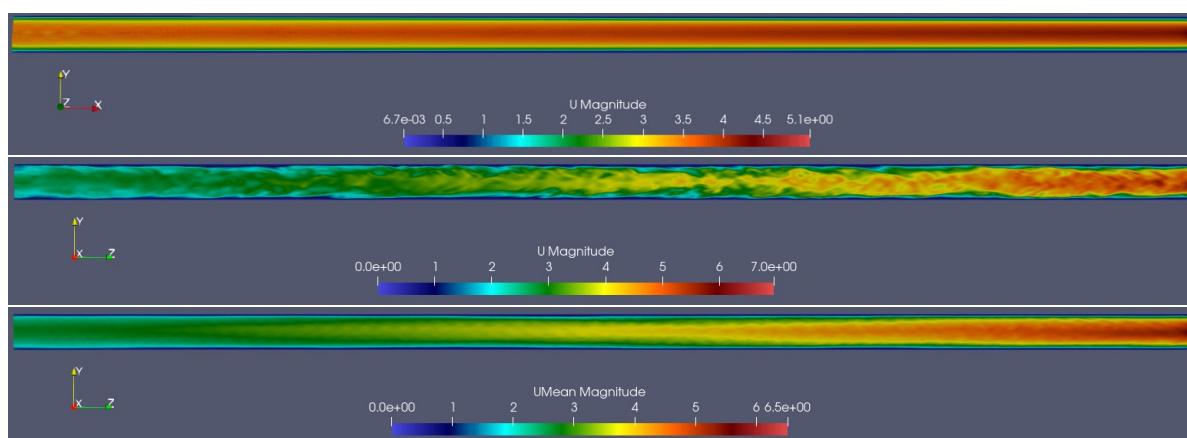 Y
Z X
U Magnitude
6.7e-03 0.5 1 1.5 2 2.5 3 3.5 4 4.5 5.1e+00
Y
X Z
U Magnitude
0.0e+00 1 2 3 4 5 6 7.0e+00
Y
X Z
UMean Magnitude
0.0e+00 1 2 3 4 5 6 6.5e+00